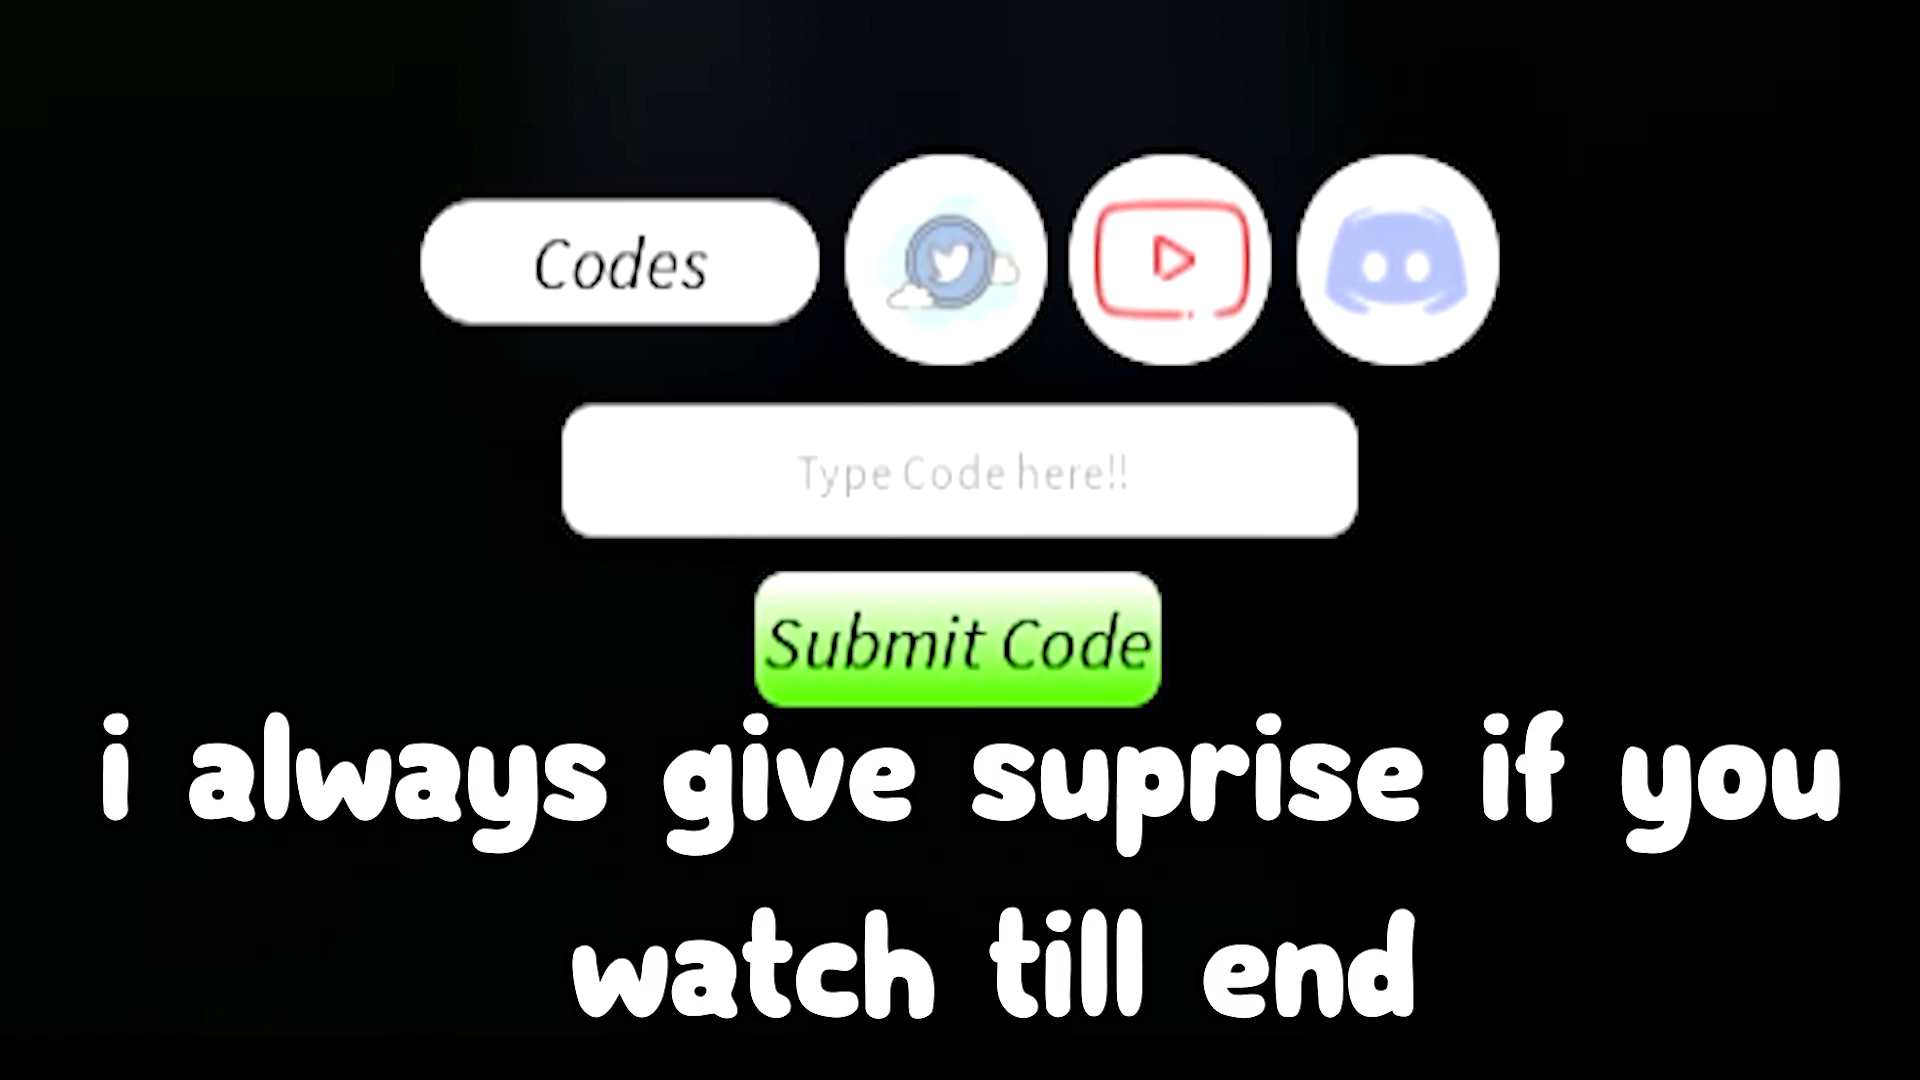 Codes
Type Code here!!
Submit Code
i always give suprise if you
watch till end